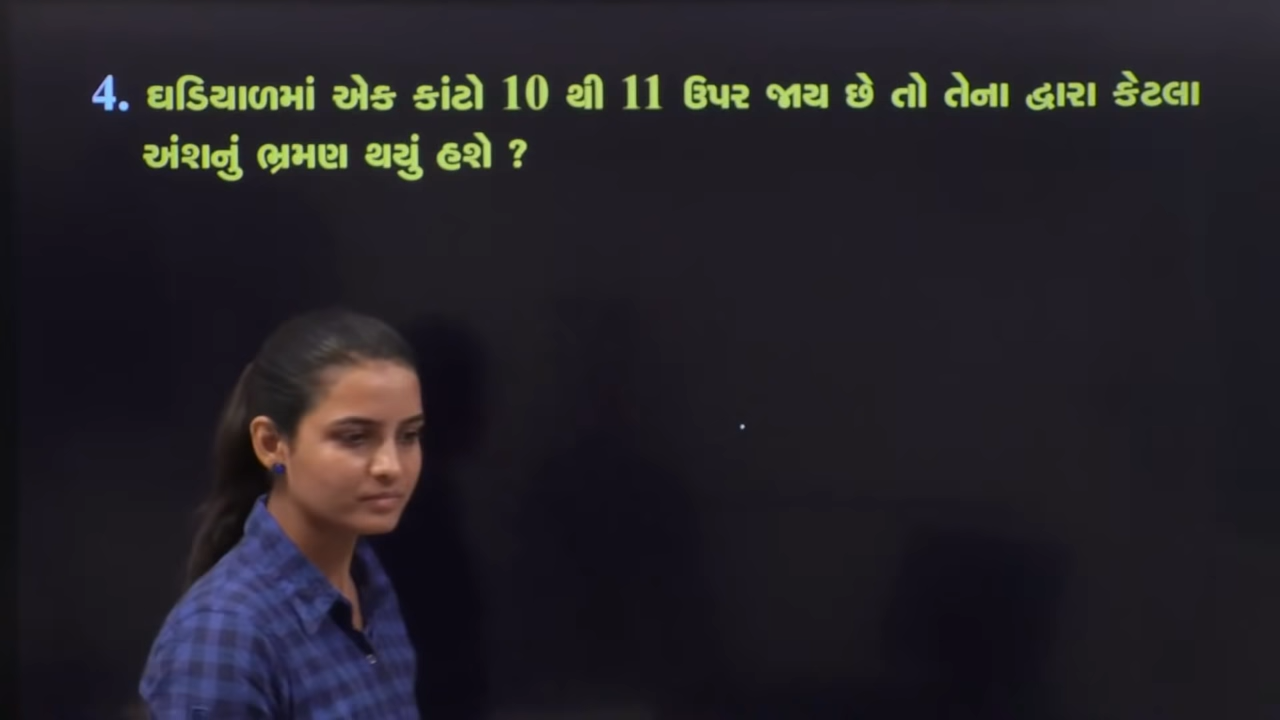 4. ઘડિયાળમાં એક કાંટો 10 થી 11 ઉપર જાય છે તો તેના દ્વારા કેટલા
અંશનું ભ્રમણ થયું હશે ?